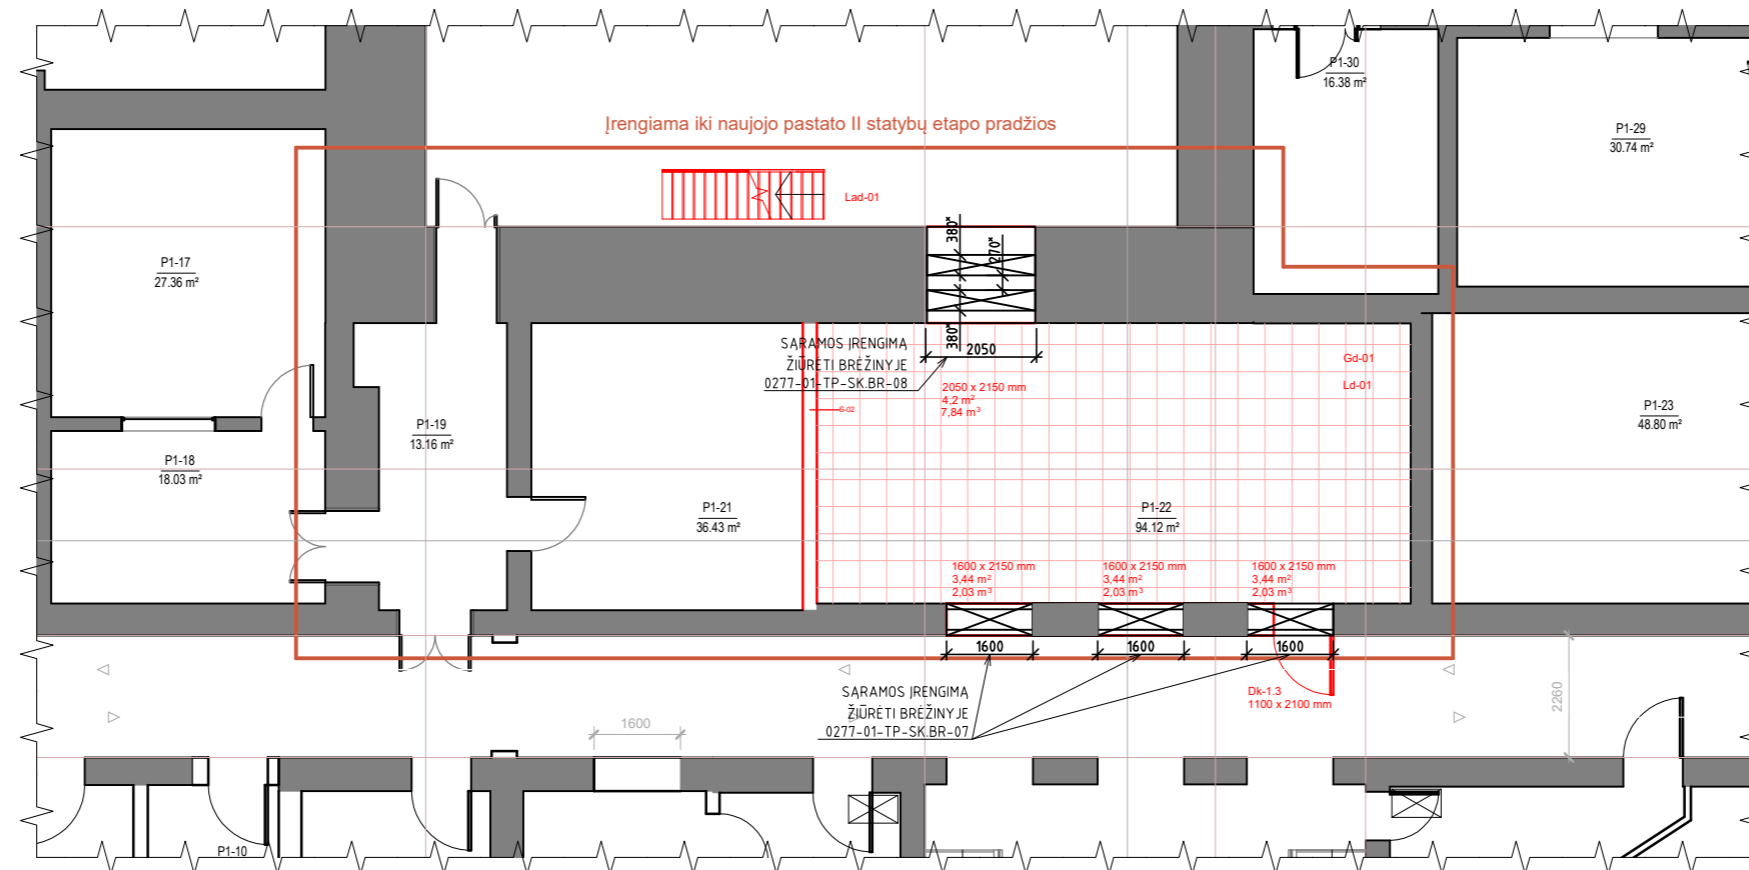 P1-30
16.38 m²
Įrengiama iki naujojo pastato II statybų etapo pradžios
P1-29
30.74 m²
Lad-01
380*
270*
P1-17
27.36 m²
380*
2050
SĄRAMOS ĮRENGIMĄ
ŽIŪRĖTI BRĖŽINYJE
0277-01-TP-SK.BR-08
Gd-01
Ld-01
2050 x 2150 mm
4,2 m²
7,84 m³
S-02
P1-23
48.80 m²
P1-19
13.16 m²
P1-18
18.03 m²
P1-21
36.43 m²
P1-22
94.12 m²
1600 x 2150 mm
3,44 m²
2,03 m³
1600 x 2150 mm
3,44 m²
2,03 m³
1600 x 2150 mm
3,44 m²
2,03 m³
1600
1600
1600
SĄRAMOS ĮRENGIMĄ
ŽIŪRĖTI BRĖŽINYJE
0277-01-TP-SK.BR-07
Dk-1.3
1100 x 2100 mm
2260
1600
P1-10